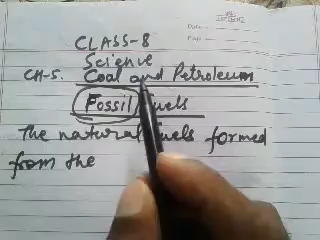 CLASS-8
Science
CH-5. Coal and Petroleum
Fossil fuels
The natural fuels formed
from the